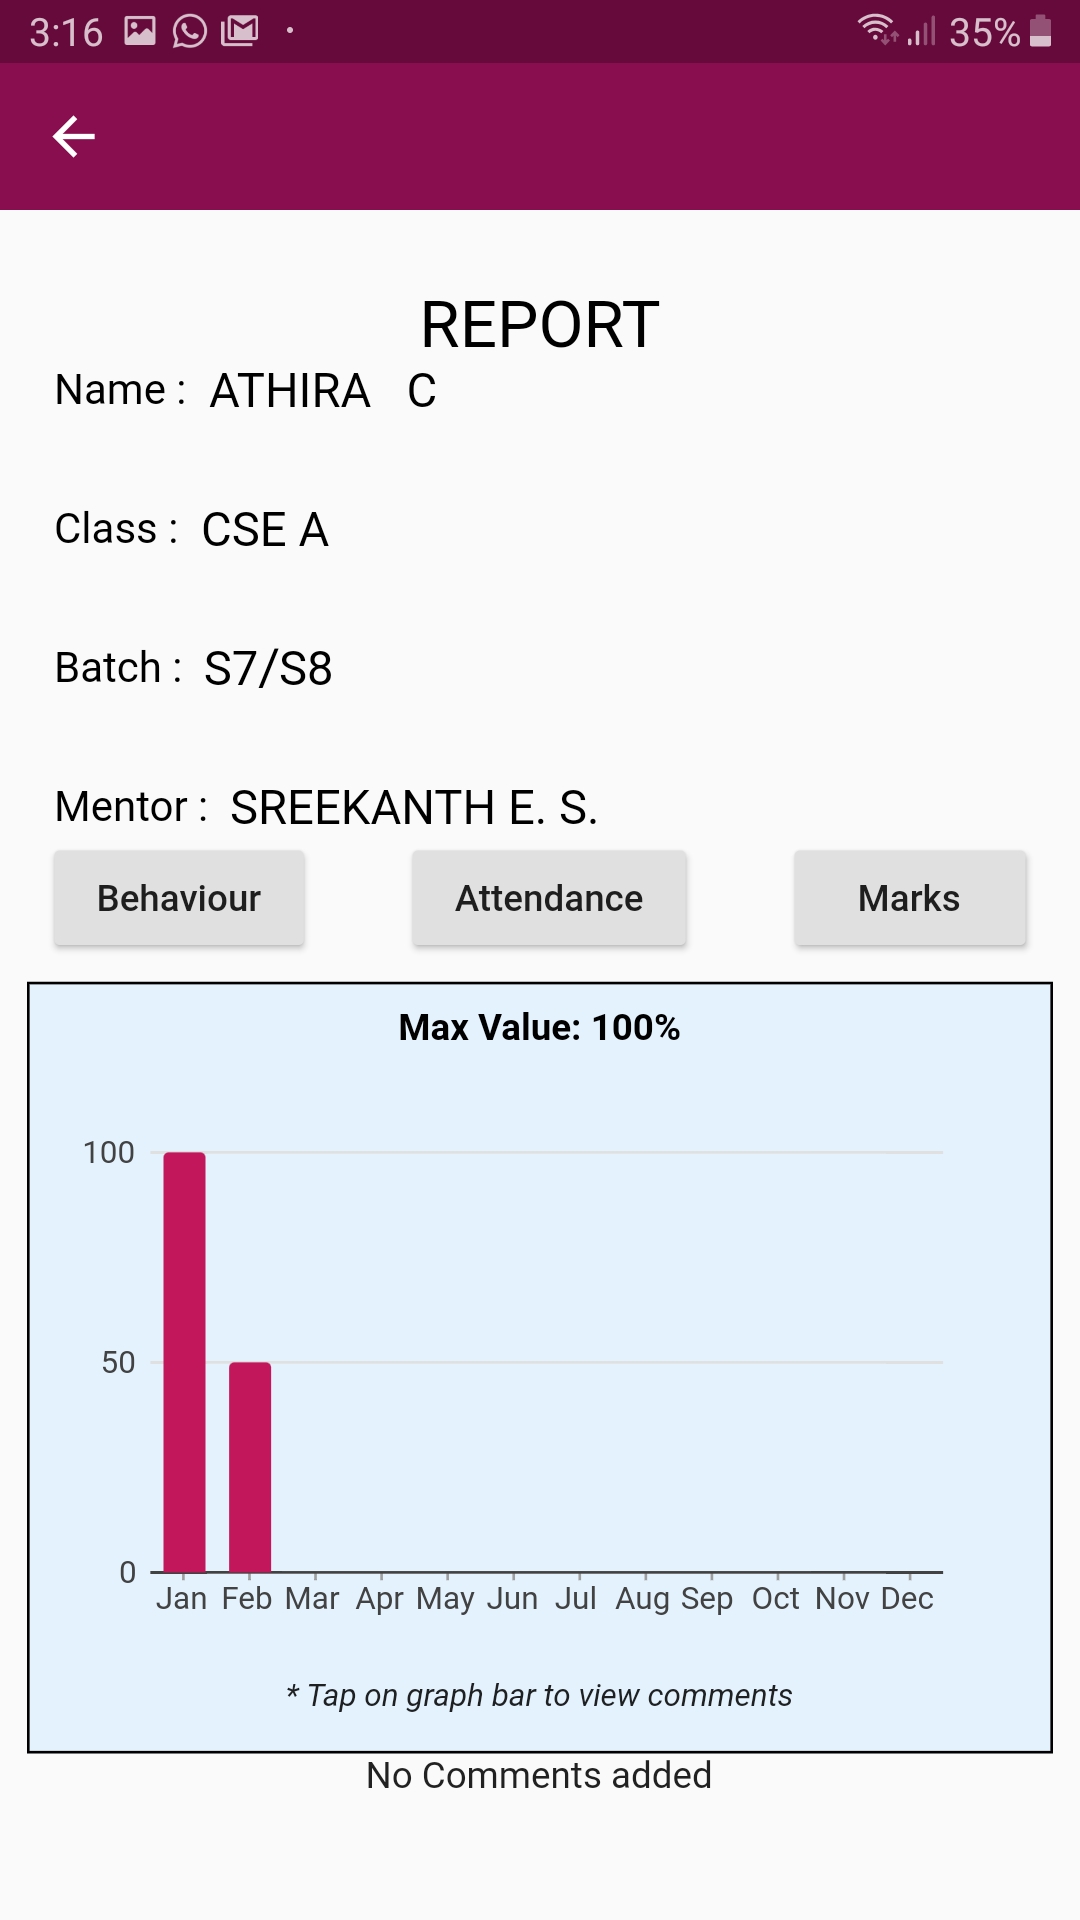 3:16 35%
REPORT
Name : ATHIRA C
Class : CSE A
Batch : S7/S8
Mentor : SREEKANTH E. S.
Behaviour Attendance Marks
Max Value: 100%
100
50
0
Jan Feb Mar Apr May Jun Jul Aug Sep Oct Nov Dec
* Tap on graph bar to view comments
No Comments added